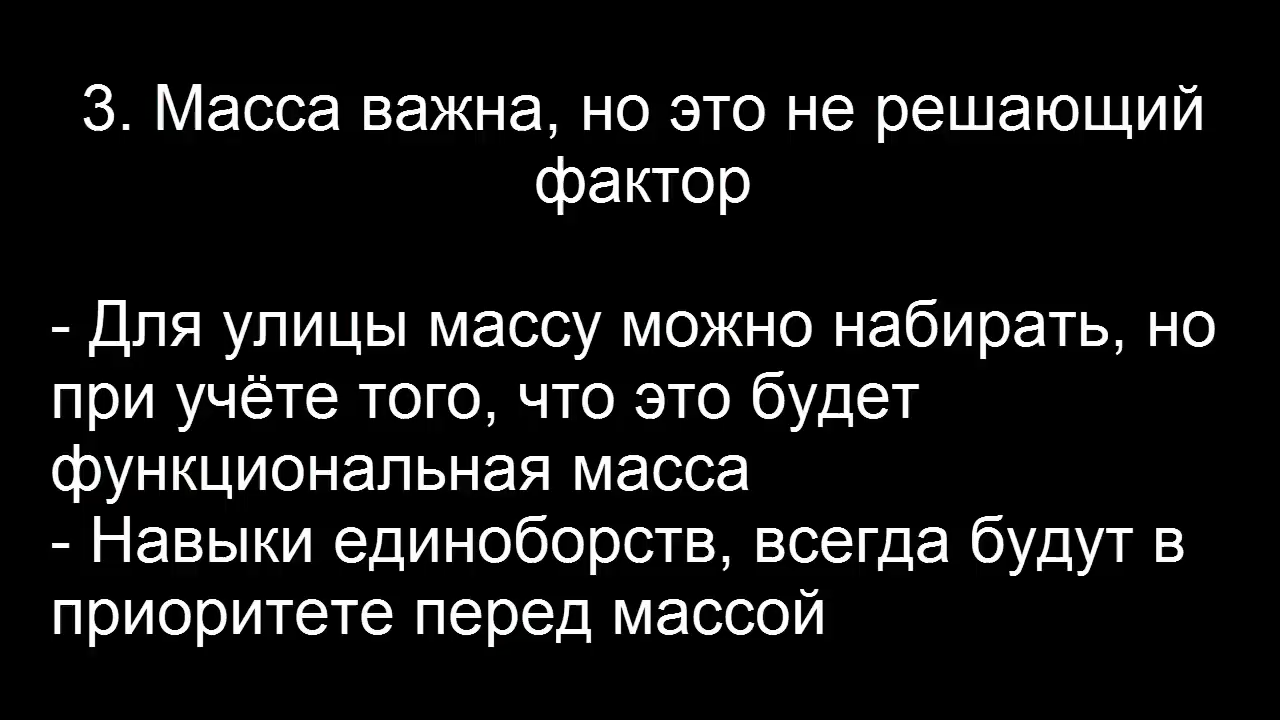 3. Масса важна, но это не решающий
фактор
- Для улицы массу можно набирать, но
при учёте того, что это будет
функциональная масса
- Навыки единоборств, всегда будут в
приоритете перед массой